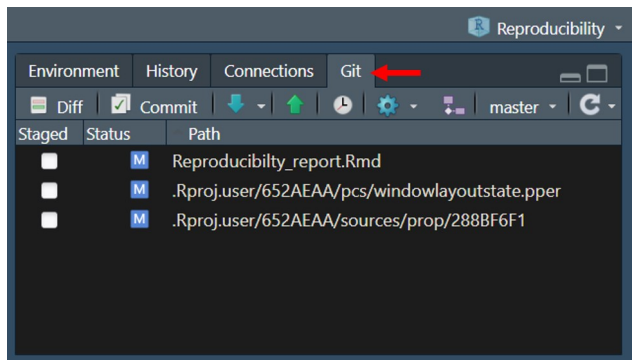 Reproducibility
Environment History Connections Git
Diff Commit master
Staged Status Path
M Reproducibilty_report.Rmd
M .Rproj.user/652AEAA/pcs/windowlayoutstate.pper
M .Rproj.user/652AEAA/sources/prop/288BF6F1